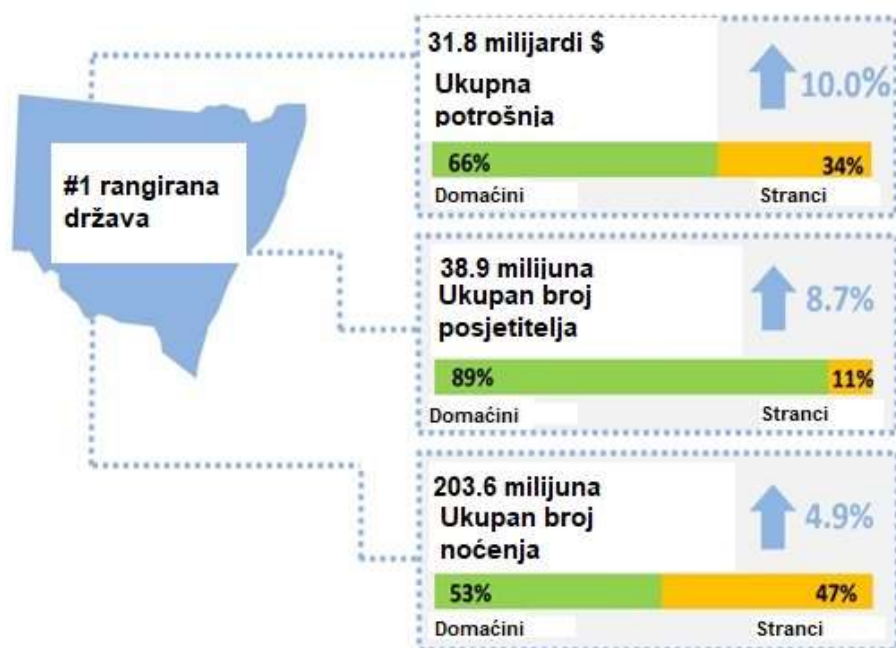 #1 rangirana
država
31.8 milijardi $
Ukupna
potrošnja
10.0%
66% 34%
Domaćini Stranci
38.9 milijuna
Ukupan broj
posjetitelja
8.7%
89% 11%
Domaćini Stranci
203.6 milijuna
Ukupan broj
noćenja
4.9%
53% 47%
Domaćini Stranci